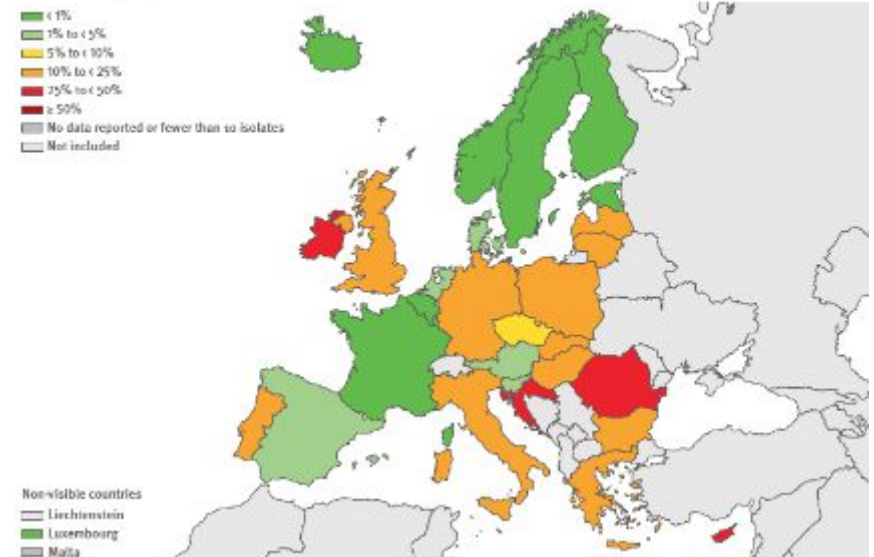 < 1%
1% to < 5%
5% to < 10%
10% to < 25%
25% to < 50%
≥ 50%
No data reported or fewer than 10 isolates
Not included
Non-visible countries
Liechtenstein
Luxembourg
Malta